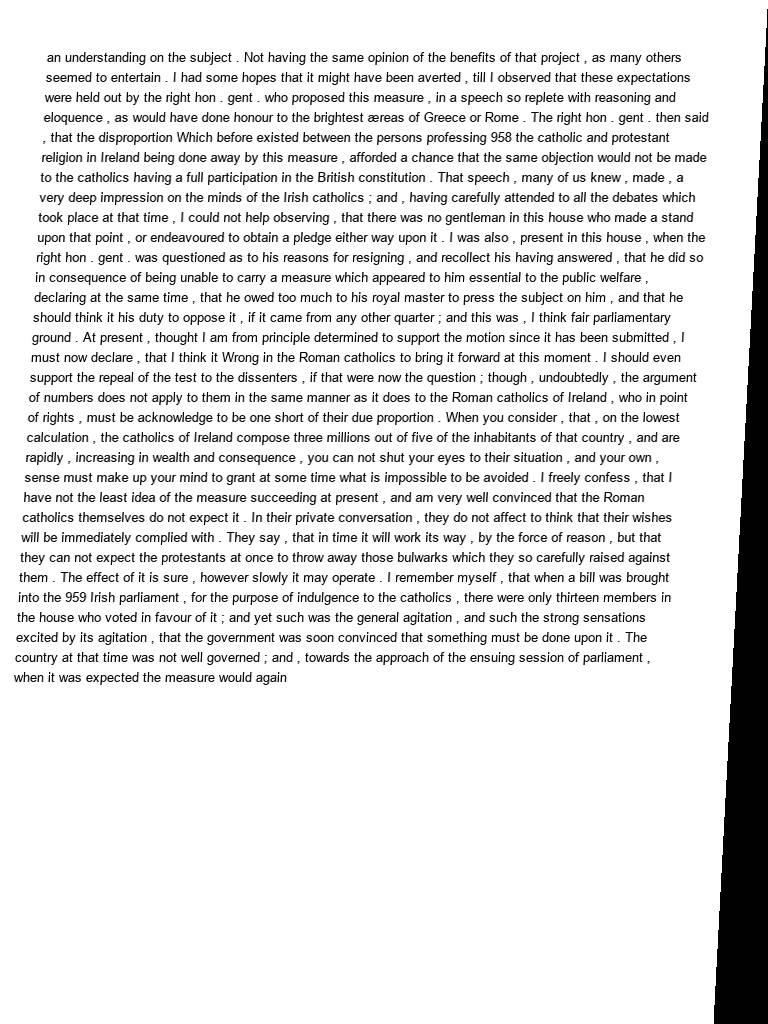 an understanding on the subject . Not having the same opinion of the benefits of that project , as many others
seemed to entertain . I had some hopes that it might have been averted , till I observed that these expectations
were held out by the right hon . gent . who proposed this measure , in a speech so replete with reasoning and
eloquence , as would have done honour to the brightest æreas of Greece or Rome . The right hon . gent . then said
, that the disproportion Which before existed between the persons professing 958 the catholic and protestant
religion in Ireland being done away by this measure , afforded a chance that the same objection would not be made
to the catholics having a full participation in the British constitution . That speech , many of us knew , made , a
very deep impression on the minds of the Irish catholics ; and , having carefully attended to all the debates which
took place at that time , I could not help observing , that there was no gentleman in this house who made a stand
upon that point , or endeavoured to obtain a pledge either way upon it . I was also , present in this house , when the
right hon . gent . was questioned as to his reasons for resigning , and recollect his having answered , that he did so
in consequence of being unable to carry a measure which appeared to him essential to the public welfare ,
declaring at the same time , that he owed too much to his royal master to press the subject on him , and that he
should think it his duty to oppose it , if it came from any other quarter ; and this was , I think fair parliamentary
ground . At present , thought I am from principle determined to support the motion since it has been submitted , I
must now declare , that I think it Wrong in the Roman catholics to bring it forward at this moment . I should even
support the repeal of the test to the dissenters , if that were now the question ; though , undoubtedly , the argument
of numbers does not apply to them in the same manner as it does to the Roman catholics of Ireland , who in point
of rights , must be acknowledge to be one short of their due proportion . When you consider , that , on the lowest
calculation , the catholics of Ireland compose three millions out of five of the inhabitants of that country , and are
rapidly , increasing in wealth and consequence , you can not shut your eyes to their situation , and your own ,
sense must make up your mind to grant at some time what is impossible to be avoided . I freely confess , that I
have not the least idea of the measure succeeding at present , and am very well convinced that the Roman
catholics themselves do not expect it . In their private conversation , they do not affect to think that their wishes
will be immediately complied with . They say , that in time it will work its way , by the force of reason , but that
they can not expect the protestants at once to throw away those bulwarks which they so carefully raised against
them . The effect of it is sure , however slowly it may operate . I remember myself , that when a bill was brought
into the 959 Irish parliament , for the purpose of indulgence to the catholics , there were only thirteen members in
the house who voted in favour of it ; and yet such was the general agitation , and such the strong sensations
excited by its agitation , that the government was soon convinced that something must be done upon it . The
country at that time was not well governed ; and , towards the approach of the ensuing session of parliament ,
when it was expected the measure would again